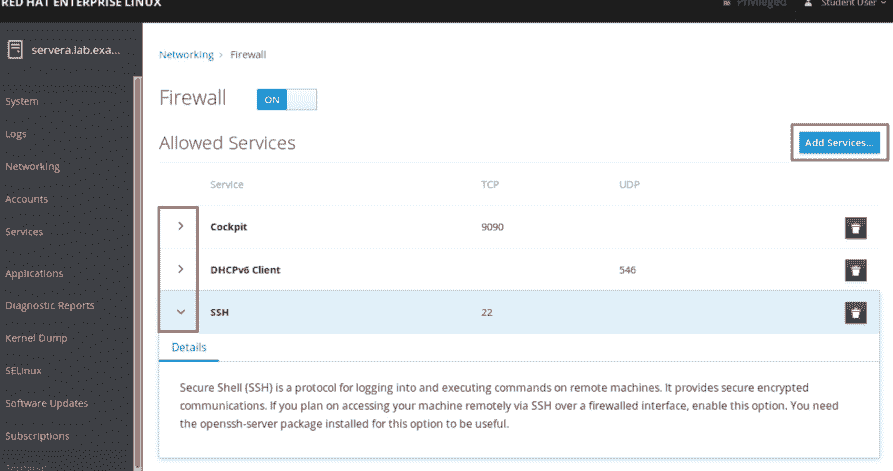 RED HAT ENTERPRISE LINUX
Privileged
Student User
servera.lab.exa...
System
Logs
Networking
Accounts
Services
Applications
Diagnostic Reports
Kernel Dump
SELinux
Software Updates
Subscriptions
Networking > Firewall
Firewall ON
Allowed Services
Add Services...
Service TCP UDP
Cockpit 9090
DHCPv6 Client 546
SSH 22
Details
Secure Shell (SSH) is a protocol for logging into and executing commands on remote machines. It provides secure encrypted
communications. If you plan on accessing your machine remotely via SSH over a firewalled interface, enable this option. You need
the openssh-server package installed for this option to be useful.